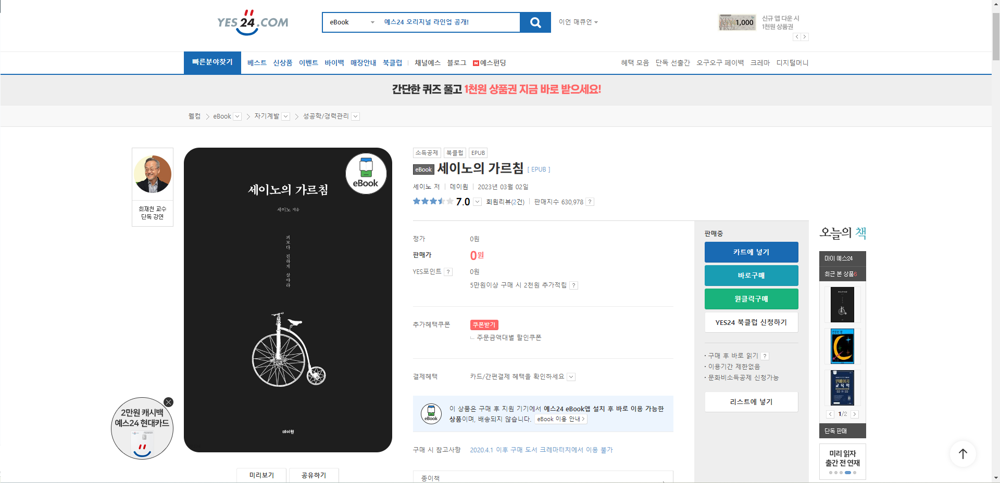 YES24.COM
eBook
예스24 오리지널 라인업 공개!
이언 매큐언
1,000
신규 앱 다운 시
1천원 상품권
빠른분야찾기
베스트 신상품 이벤트 바이백 매장안내 북클럽 채널예스 블로그 N 예스펀딩
혜택 모음 단독 선출간 오구오구 페이백 크레마 디지털머니
간단한 퀴즈 풀고 1천원 상품권 지금 바로 받으세요!
웰컴 > eBook > 자기계발 > 성공학/경력관리
최재천 교수
단독 강연
세이노의 가르침
세이노 지음
피보다 진하게 살아라
데이원
eBook
2만원 캐시백
예스24 현대카드
미리보기
공유하기
소득공제 북클럽 EPUB
eBook 세이노의 가르침 [ EPUB ]
세이노 저 | 데이원 | 2023년 03월 02일
7.0 회원리뷰(2건) | 판매지수 630,978 ?
정가 0원
판매가 0원
YES포인트 ? 0원
5만원이상 구매 시 2천원 추가적립 ?
추가혜택쿠폰 쿠폰받기
주문금액대별 할인쿠폰
결제혜택 카드/간편결제 혜택을 확인하세요
eBook
이 상품은 구매 후 지원 기기에서 예스24 eBook앱 설치 후 바로 이용 가능한
상품이며, 배송되지 않습니다. eBook 이용 안내 >
구매 시 참고사항 2020.4.1 이후 구매 도서 크레마터치에서 이용 불가
종이책
판매중
카트에 넣기
바로구매
원클릭구매
YES24 북클럽 신청하기
· 구매 후 바로 읽기 ?
· 이용기간 제한없음
· 문화비소득공제 신청가능
리스트에 넣기
오늘의 책
마이 예스24
최근 본 상품6
원페이지
교육학
1/2
단독 판매
미리 읽자
출간 전 연재